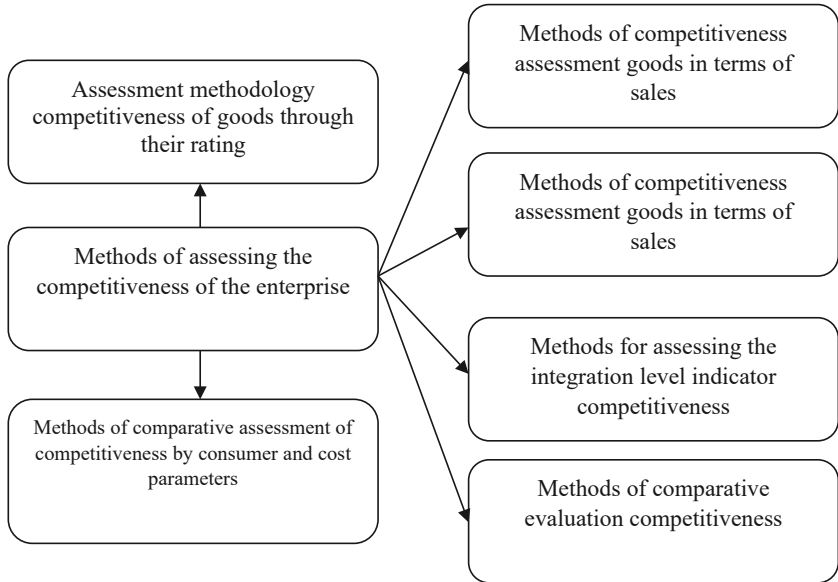 Assessment methodology
competitiveness of goods through
their rating
Methods of assessing the
competitiveness of the enterprise
Methods of comparative assessment of
competitiveness by consumer and cost
parameters
Methods of competitiveness
assessment goods in terms of
sales
Methods of competitiveness
assessment goods in terms of
sales
Methods for assessing the
integration level indicator
competitiveness
Methods of comparative
evaluation competitiveness